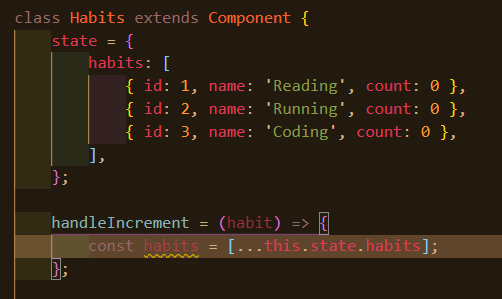 class Habits extends Component {
state = {
habits: [
{ id: 1, name: 'Reading', count: 0 },
{ id: 2, name: 'Running', count: 0 },
{ id: 3, name: 'Coding', count: 0 },
],
};
handleIncrement = (habit) => {
const habits = [...this.state.habits];
};